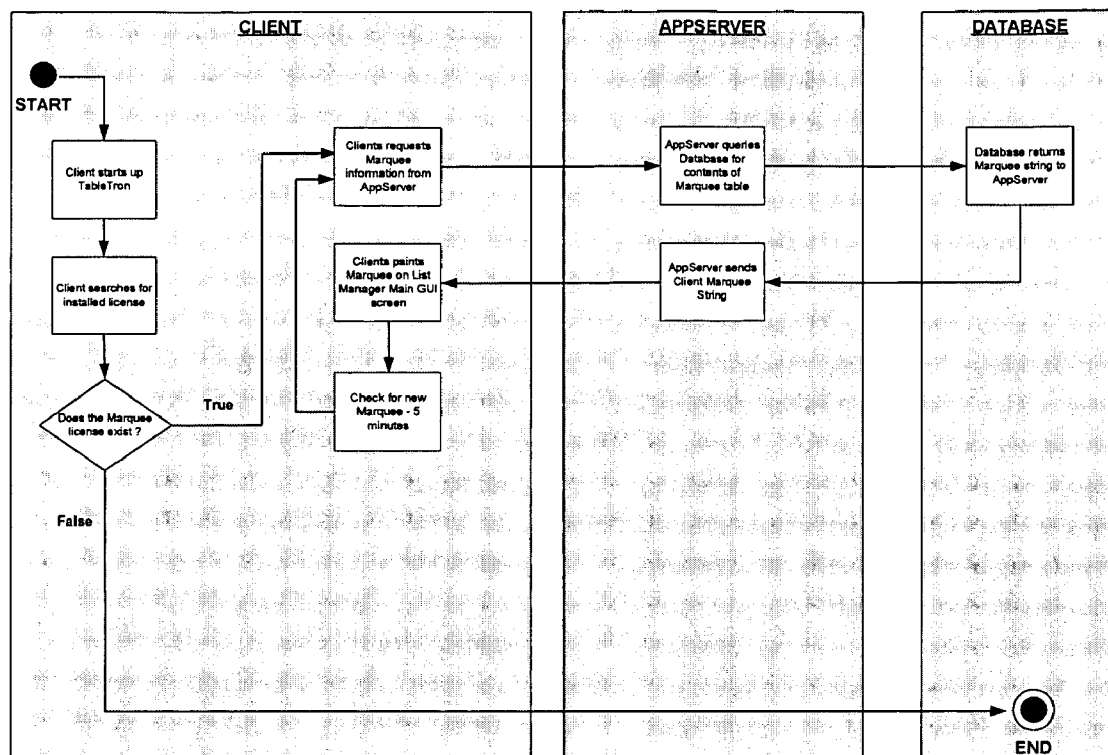 CLIENT
APPSERVER
DATABASE
START
Client starts up
TableTron
Clients requests
Marquee
information from
AppServer
AppServer queries
Database for
contents of
Marquee table
Database returns
Marquee string to
AppServer
Client searches for
installed license
Clients paints
Marquee on List
Manager Main GUI
screen
AppServer sends
Client Marquee
String
Does the Marquee
license exist ?
True
Check for new
Marquee - 5
minutes
False
END